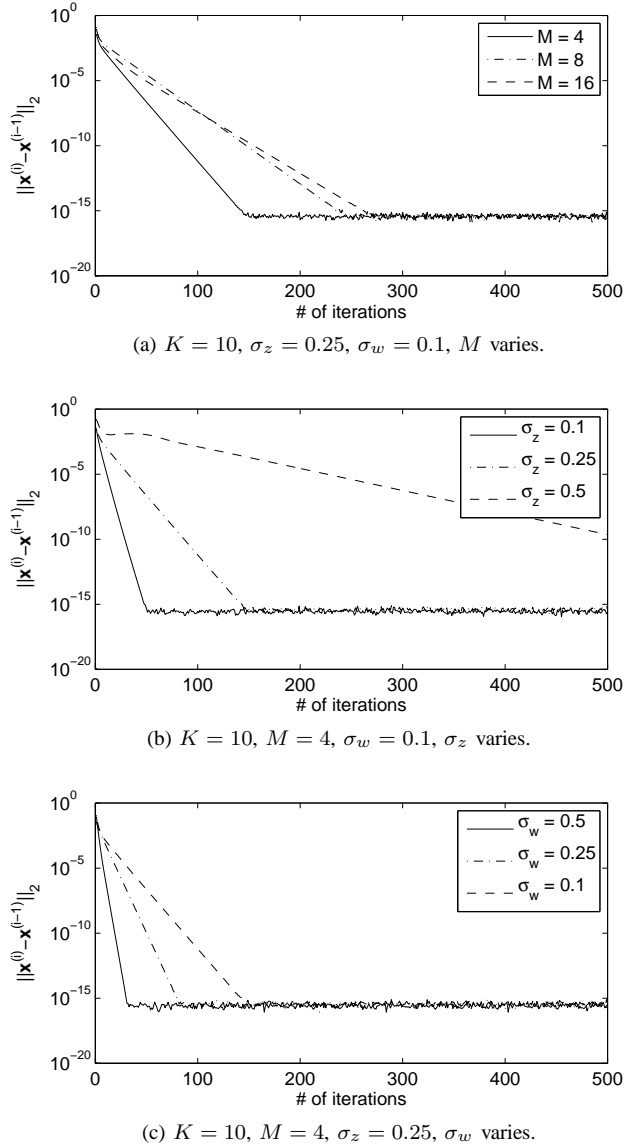 10^0
10^−5
10^−10
10^−15
10^−20
||x^(i)−x^(i−1)||_2
M = 4
M = 8
M = 16
0 100 200 300 400 500
# of iterations
(a) K = 10, σ_z = 0.25, σ_w = 0.1, M varies.
10^0
10^−5
10^−10
10^−15
10^−20
||x^(i)−x^(i−1)||_2
σ_z = 0.1
σ_z = 0.25
σ_z = 0.5
0 100 200 300 400 500
# of iterations
(b) K = 10, M = 4, σ_w = 0.1, σ_z varies.
10^0
10^−5
10^−10
10^−15
10^−20
||x^(i)−x^(i−1)||_2
σ_w = 0.5
σ_w = 0.25
σ_w = 0.1
0 100 200 300 400 500
# of iterations
(c) K = 10, M = 4, σ_z = 0.25, σ_w varies.